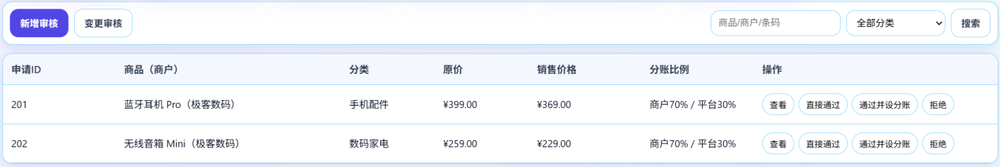 新增审核 变更审核 商品/商户/条码 全部分类 搜索
申请ID 商品（商户） 分类 原价 销售价格 分账比例 操作
201 蓝牙耳机 Pro（极客数码） 手机配件 ¥399.00 ¥369.00 商户70% / 平台30% 查看 直接通过 通过并设分账 拒绝
202 无线音箱 Mini（极客数码） 数码家电 ¥259.00 ¥229.00 商户70% / 平台30% 查看 直接通过 通过并设分账 拒绝